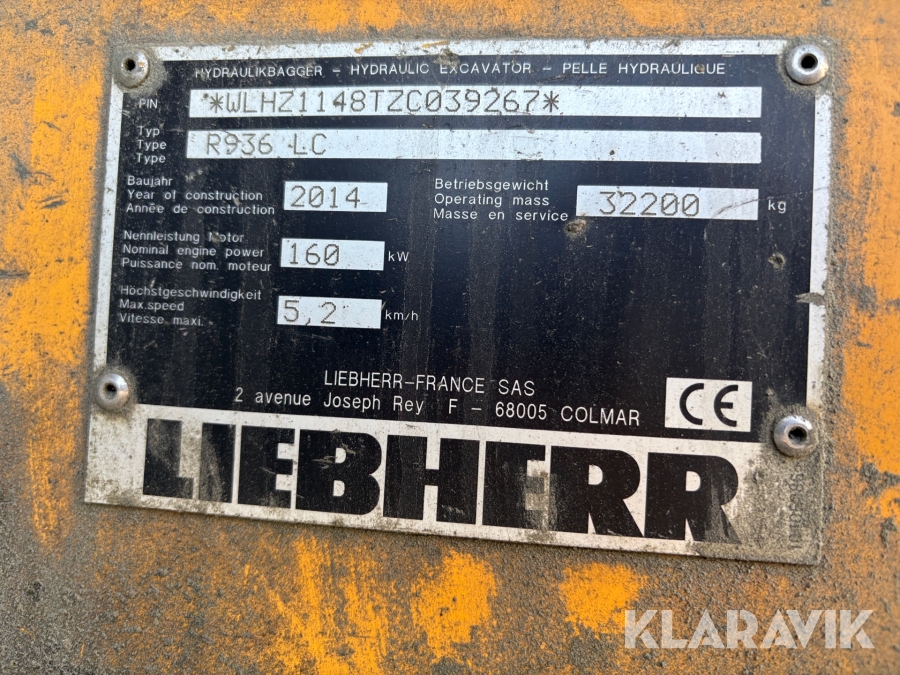 HYDRAULIKBAGGER - HYDRAULIC EXCAVATOR - PELLE HYDRAULIQUE
PIN *WLHZ1148TZC039267*
Typ
Type R936 LC
Type
Baujahr
Year of construction 2014
Année de construction
Betriebsgewicht
Operating mass 32200 kg
Masse en service
Nennleistung Motor
Nominal engine power 160 kW
Puissance nom. moteur
Höchstgeschwindigkeit
Max.speed 5,2 km/h
Vitesse maxi.
LIEBHERR-FRANCE SAS
2 avenue Joseph Rey F - 68005 COLMAR
CE
LIEBHERR
KLARAVIK